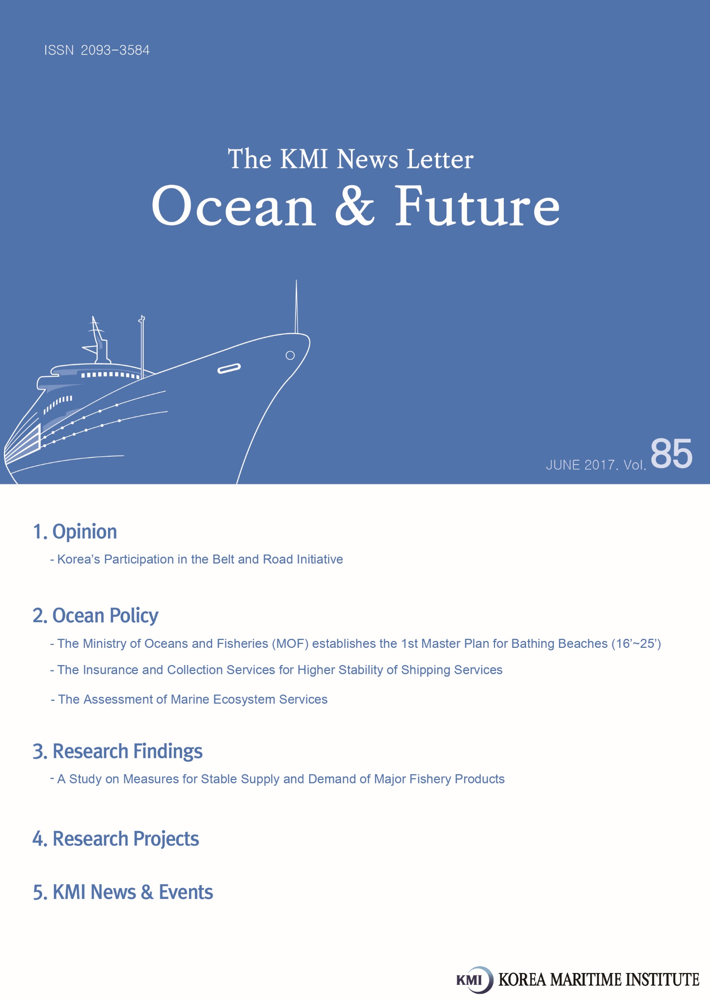 ISSN 2093-3584
The KMI News Letter
Ocean & Future
JUNE 2017. Vol. 85
1. Opinion
- Korea’s Participation in the Belt and Road Initiative
2. Ocean Policy
- The Ministry of Oceans and Fisheries (MOF) establishes the 1st Master Plan for Bathing Beaches (16’~25’)
- The Insurance and Collection Services for Higher Stability of Shipping Services
- The Assessment of Marine Ecosystem Services
3. Research Findings
- A Study on Measures for Stable Supply and Demand of Major Fishery Products
4. Research Projects
5. KMI News & Events
KMI KOREA MARITIME INSTITUTE